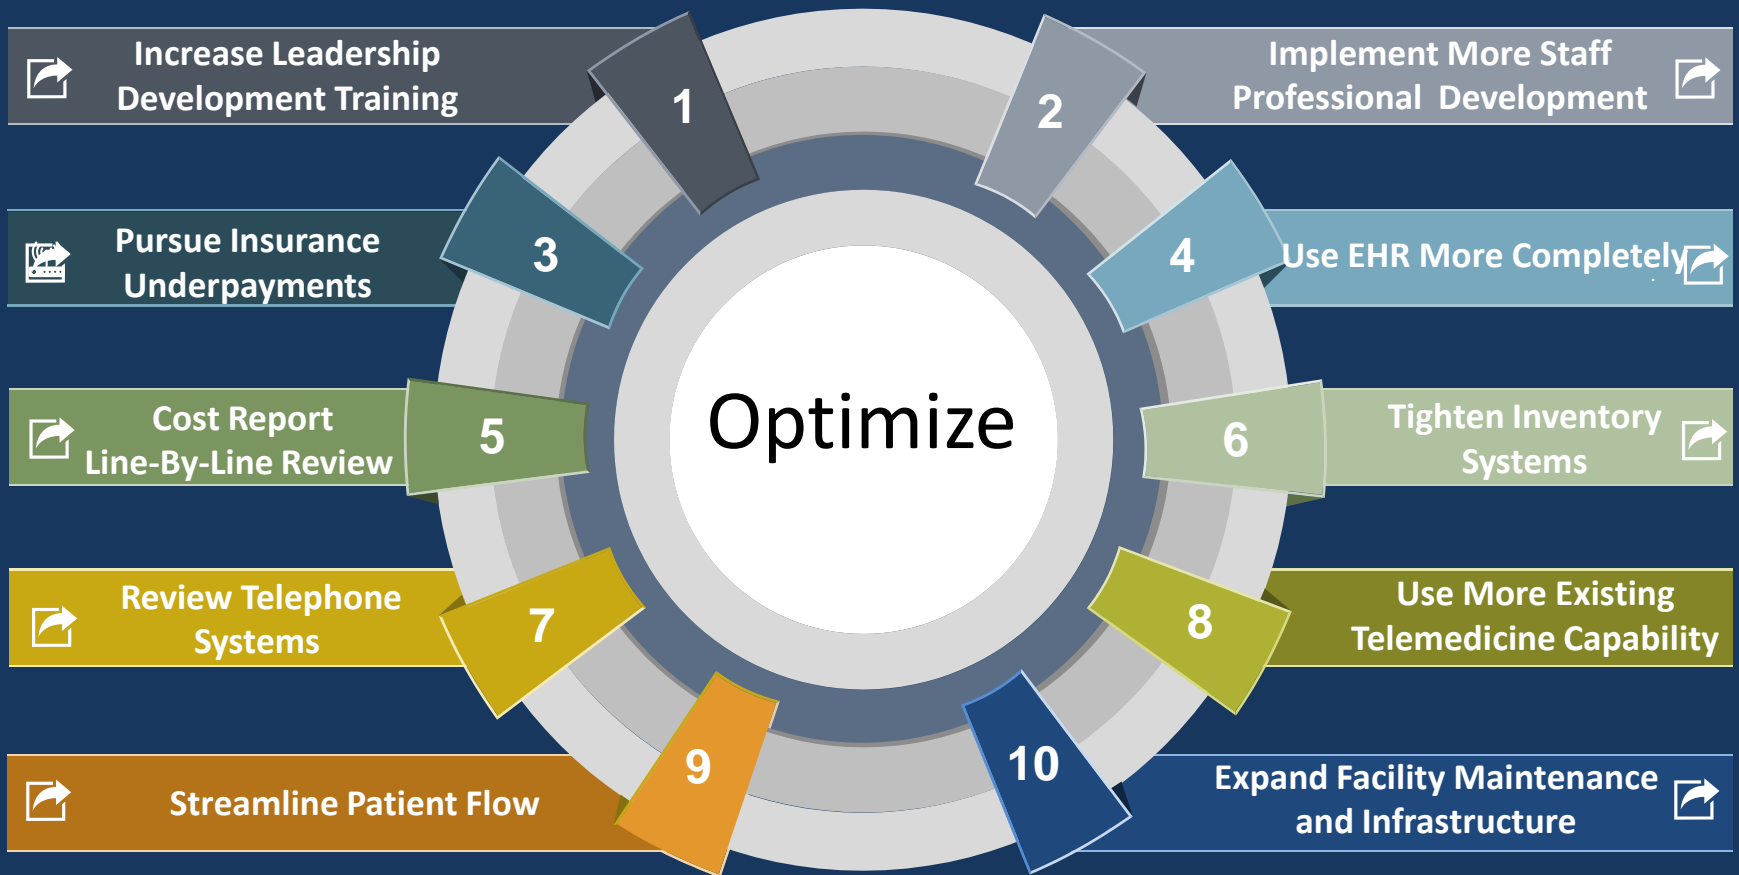 Increase Leadership
Development Training
1
2
Implement More Staff
Professional  Development
Pursue Insurance
Underpayments
3
4
Use EHR More Completely
Cost Report
Line-By-Line Review
5
Optimize
6
Tighten Inventory
Systems
Review Telephone
Systems
7
8
Use More Existing
Telemedicine Capability
Streamline Patient Flow
9
10
Expand Facility Maintenance
and Infrastructure